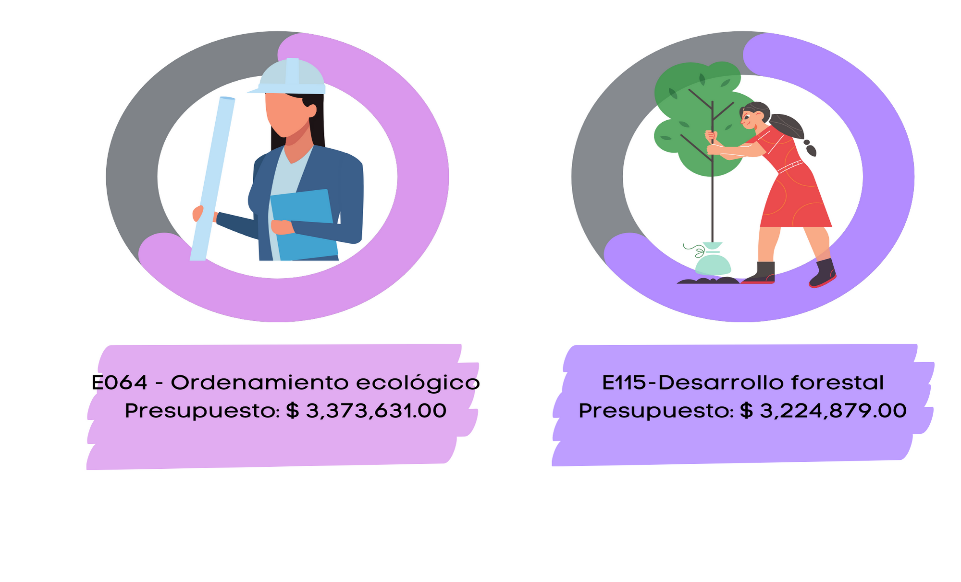 E064 - Ordenamiento ecológico
Presupuesto: $ 3,373,631.00
E115-Desarrollo forestal
Presupuesto: $ 3,224,879.00